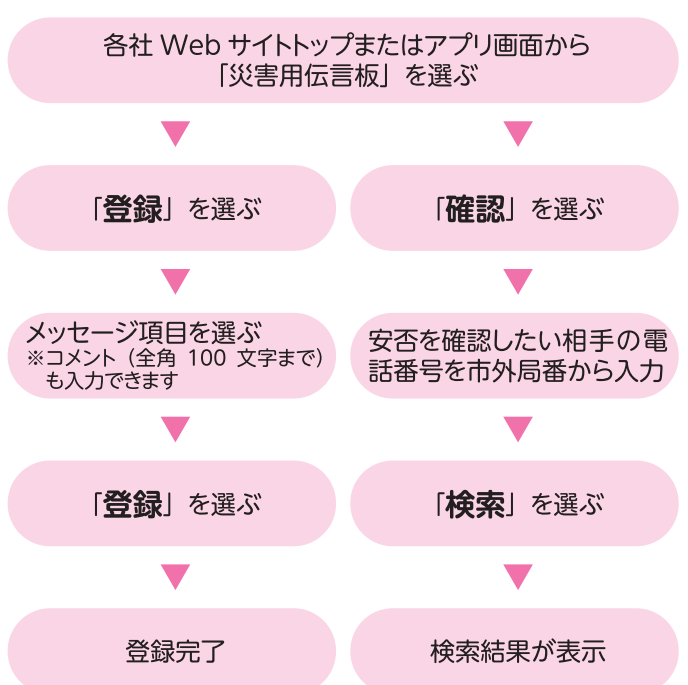 各社 Web サイトトップまたはアプリ画面から
「災害用伝言板」を選ぶ
「登録」を選ぶ
メッセージ項目を選ぶ
※コメント（全角 100 文字まで）
も入力できます
「登録」を選ぶ
登録完了
「確認」を選ぶ
安否を確認したい相手の電
話番号を市外局番から入力
「検索」を選ぶ
検索結果が表示